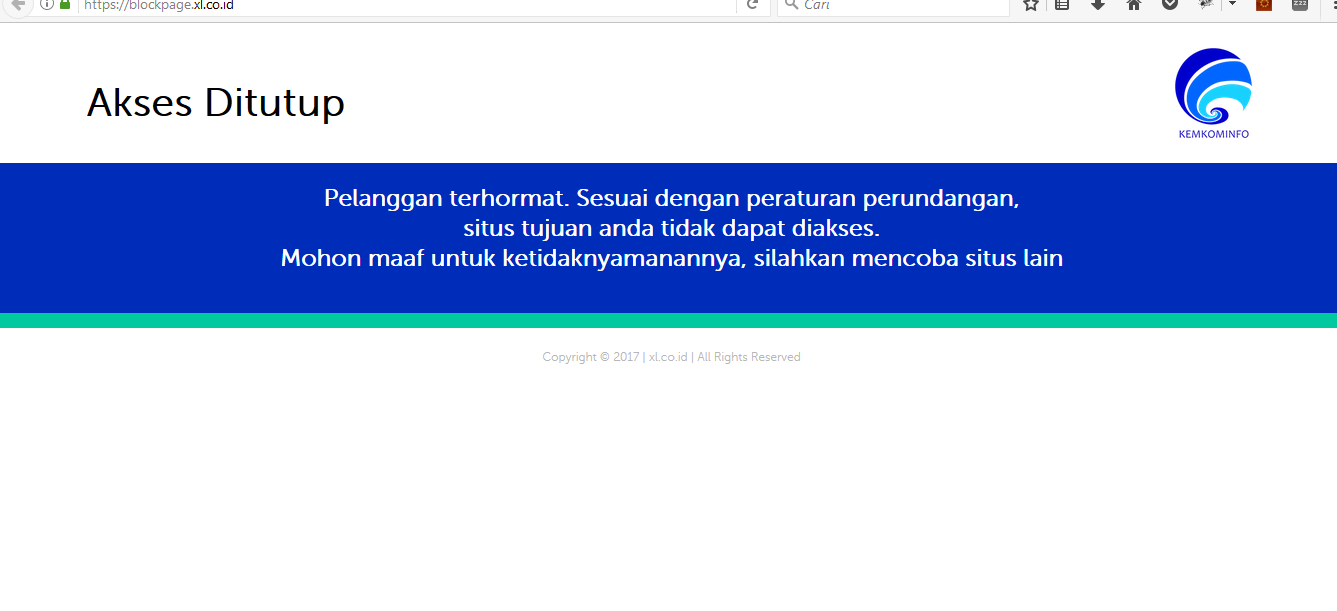 https://blockpage.xl.co.id
Cari
Akses Ditutup
KEMKOMINFO
Pelanggan terhormat. Sesuai dengan peraturan perundangan,
situs tujuan anda tidak dapat diakses.
Mohon maaf untuk ketidaknyamanannya, silahkan mencoba situs lain
Copyright © 2017 | xl.co.id | All Rights Reserved